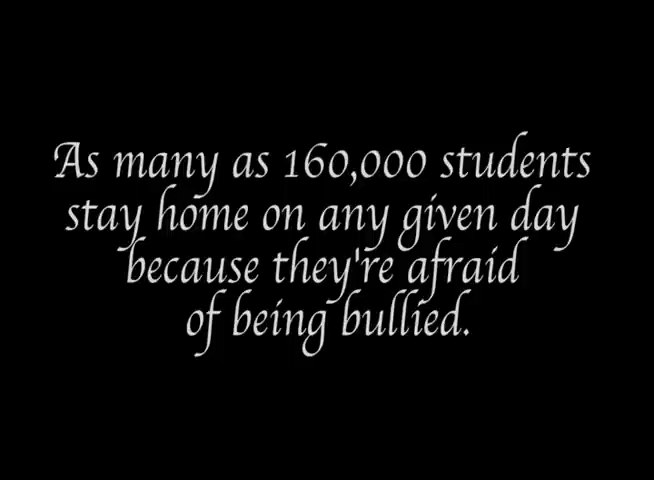 As many as 160,000 students
stay home on any given day
because they're afraid
of being bullied.